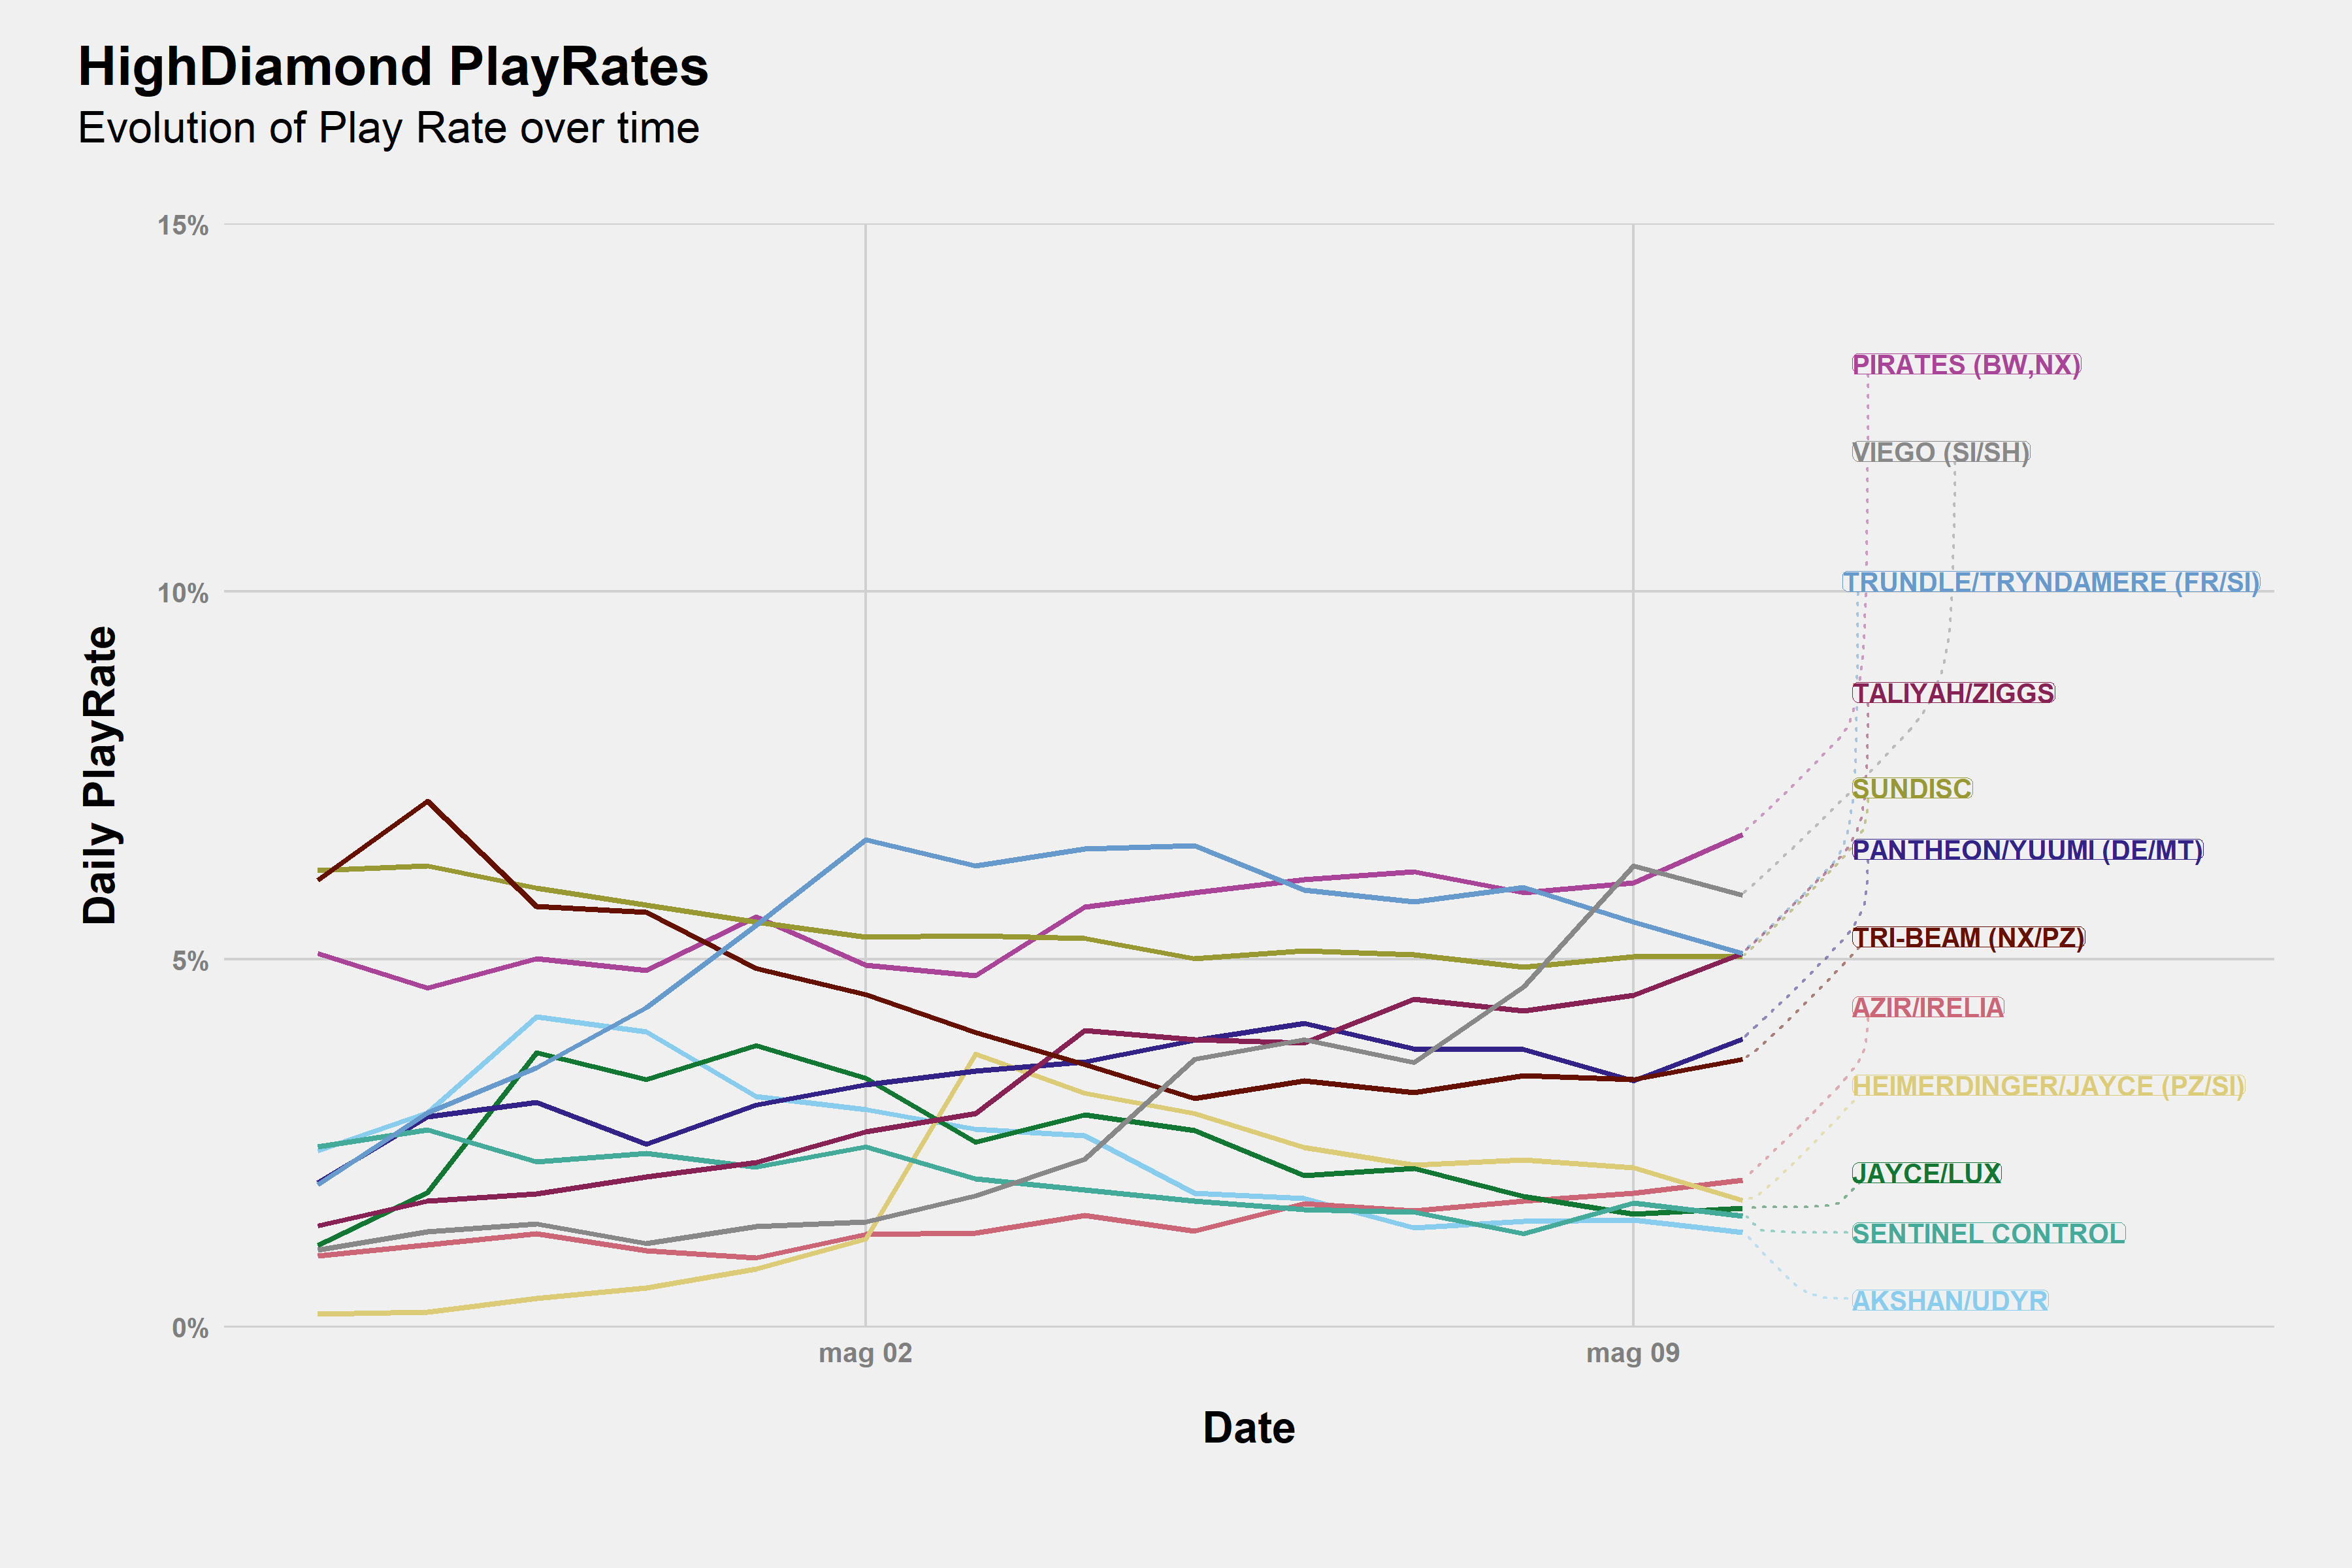 HighDiamond PlayRates
Evolution of Play Rate over time
15%
10%
5%
0%
Daily PlayRate
PIRATES (BW,NX)
VIEGO (SI/SH)
TRUNDLE/TRYNDAMERE (FR/SI)
TALIYAH/ZIGGS
SUNDISC
PANTHEON/YUUMI (DE/MT)
TRI-BEAM (NX/PZ)
AZIR/IRELIA
HEIMERDINGER/JAYCE (PZ/SI)
JAYCE/LUX
SENTINEL CONTROL
AKSHAN/UDYR
mag 02
mag 09
Date